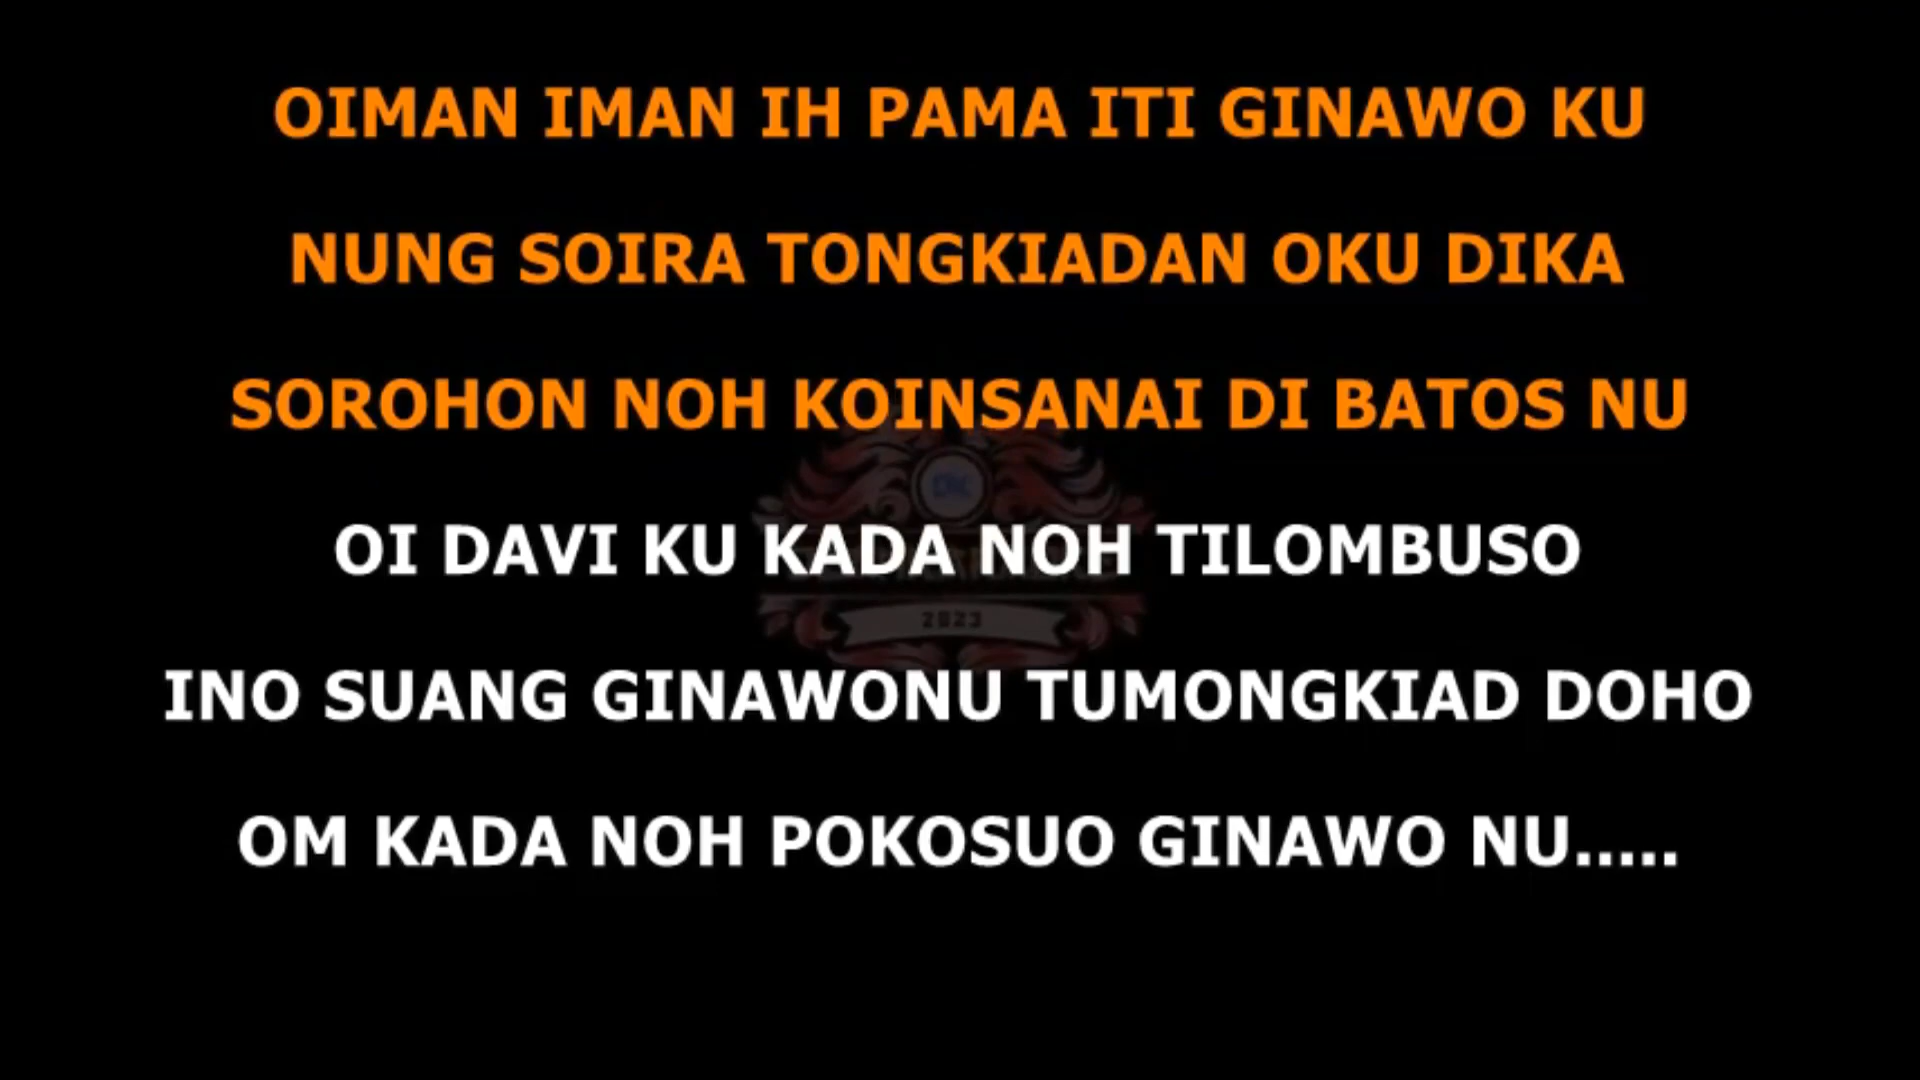 OIMAN IMAN IH PAMA ITI GINAWO KU
NUNG SOIRA TONGKIADAN OKU DIKA
SOROHON NOH KOINSANAI DI BATOS NU
OI DAVI KU KADA NOH TILOMBUSO
2023
INO SUANG GINAWONU TUMONGKIAD DOHO
OM KADA NOH POKOSUO GINAWO NU.....